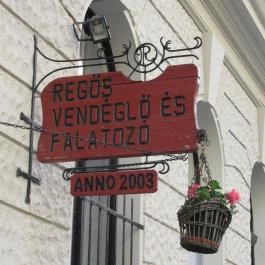 R
REGŐS
VENDÉGLŐ ÉS
FALATOZÓ
ANNO 2003